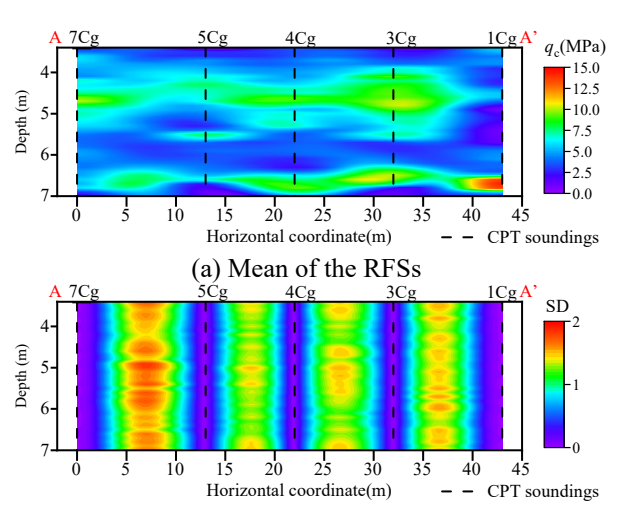 A 7Cg 5Cg 4Cg 3Cg 1Cg A’ qc(MPa)
4
5
6
7
Depth (m)
15.0
12.5
10.0
7.5
5.0
2.5
0.0
0 5 10 15 20 25 30 35 40 45
Horizontal coordinate(m) CPT soundings
(a) Mean of the RFSs
A 7Cg 5Cg 4Cg 3Cg 1Cg A’ SD
4
5
6
7
Depth (m)
2
1
0
0 5 10 15 20 25 30 35 40 45
Horizontal coordinate(m) CPT soundings